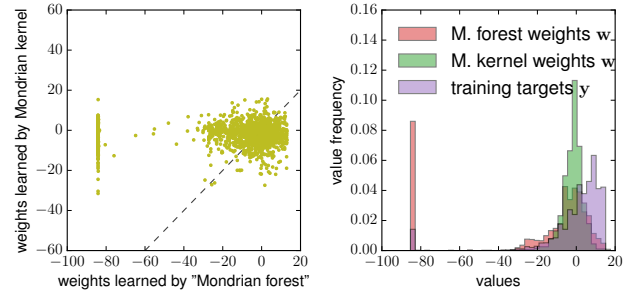 60
40
20
0
−20
−40
−60
−100 −80 −60 −40 −20 0 20
weights learned by "Mondrian forest"
weights learned by Mondrian kernel
0.16
0.14
0.12
0.10
0.08
0.06
0.04
0.02
0.00
−100 −80 −60 −40 −20 0 20
values
value frequency
M. forest weights w
M. kernel weights w
training targets y